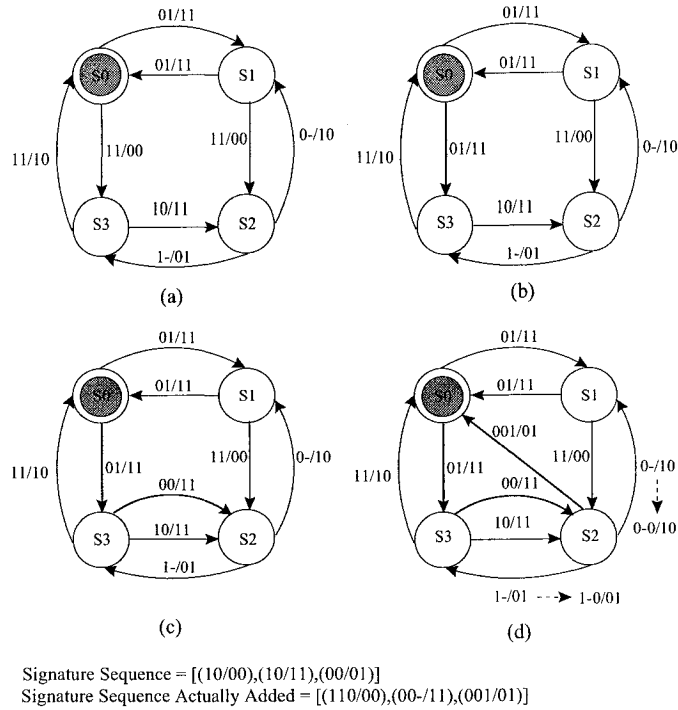 01/11
S0
01/11
S1
11/10
11/00
11/00
0-/10
S3
10/11
S2
1-/01
(a)
01/11
S0
01/11
S1
11/10
01/11
11/00
0-/10
S3
10/11
S2
1-/01
(b)
01/11
S0
01/11
S1
11/10
01/11
11/00
0-/10
00/11
S3
10/11
S2
1-/01
(c)
01/11
S0
01/11
S1
001/01
11/10
01/11
11/00
0-/10
00/11
0-0/10
S3
10/11
S2
1-/01 1-0/01
(d)
Signature Sequence = [(10/00),(10/11),(00/01)]
Signature Sequence Actually Added = [(110/00),(00-/11),(001/01)]